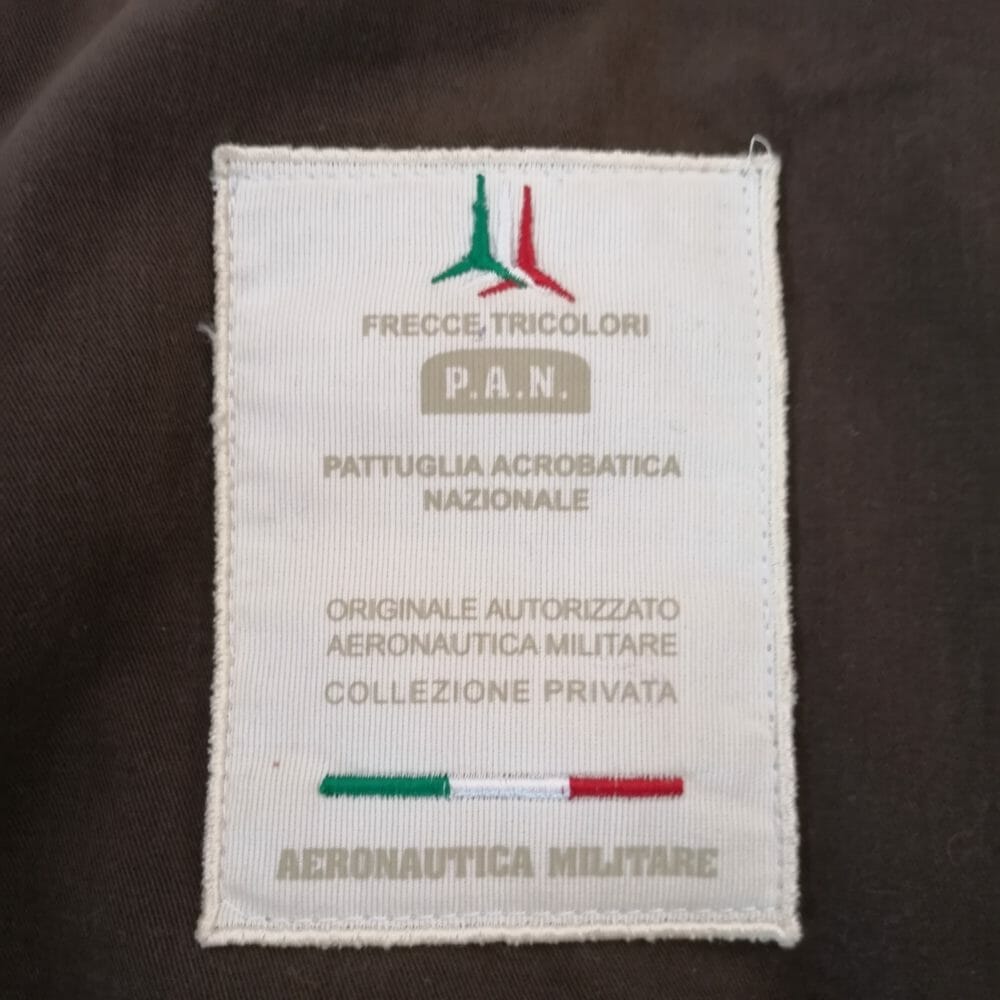 FRECCE TRICOLORI
P.A.N.
PATTUGLIA ACROBATICA
NAZIONALE
ORIGINALE AUTORIZZATO
AERONAUTICA MILITARE
COLLEZIONE PRIVATA
AERONAUTICA MILITARE